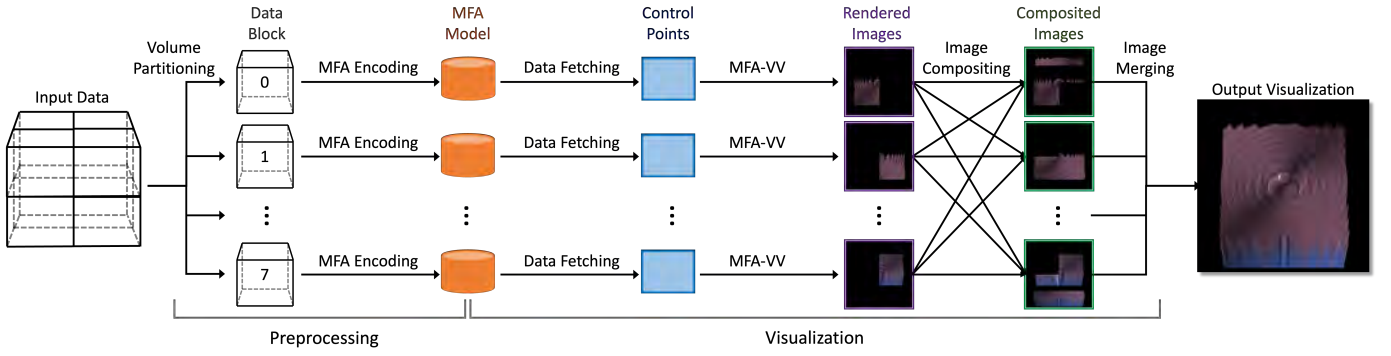 Input Data
Volume
Partitioning
Data
Block
0
1
⋮
7
MFA Encoding
MFA Encoding
MFA Encoding
MFA
Model
⋮
Data Fetching
Data Fetching
Data Fetching
Control
Points
⋮
MFA-VV
MFA-VV
MFA-VV
Rendered
Images
⋮
Image
Compositing
Composited
Images
⋮
Image
Merging
Output Visualization
Preprocessing
Visualization